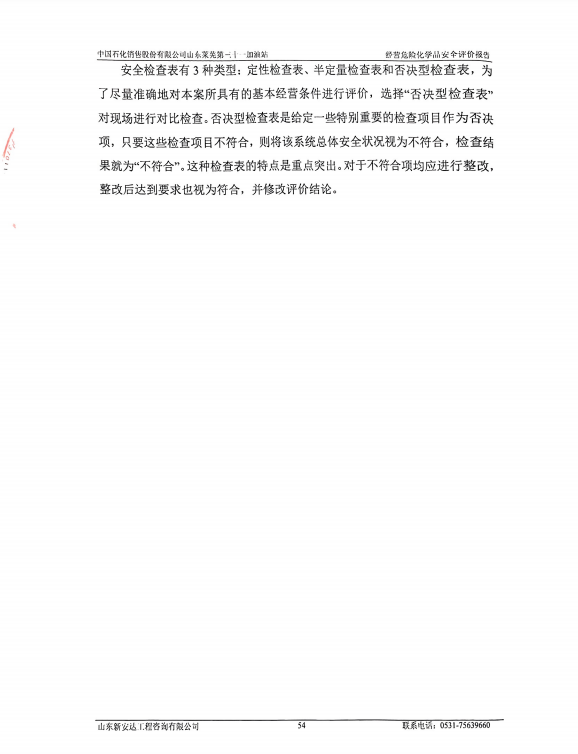 中国石化销售股份有限公司山东莱芜第三十一加油站 经营危险化学品安全评价报告
安全检查表有 3 种类型：定性检查表、半定量检查表和否决型检查表，为
了尽量准确地对本案所具有的基本经营条件进行评价，选择“否决型检查表”
对现场进行对比检查。否决型检查表是给定一些特别重要的检查项目作为否决
项，只要这些检查项目不符合，则将该系统总体安全状况视为不符合，检查结
果就为“不符合”。这种检查表的特点是重点突出。对于不符合项均应进行整改，
整改后达到要求也视为符合，并修改评价结论。
山东新安达工程咨询有限公司 54 联系电话：0531-75639660